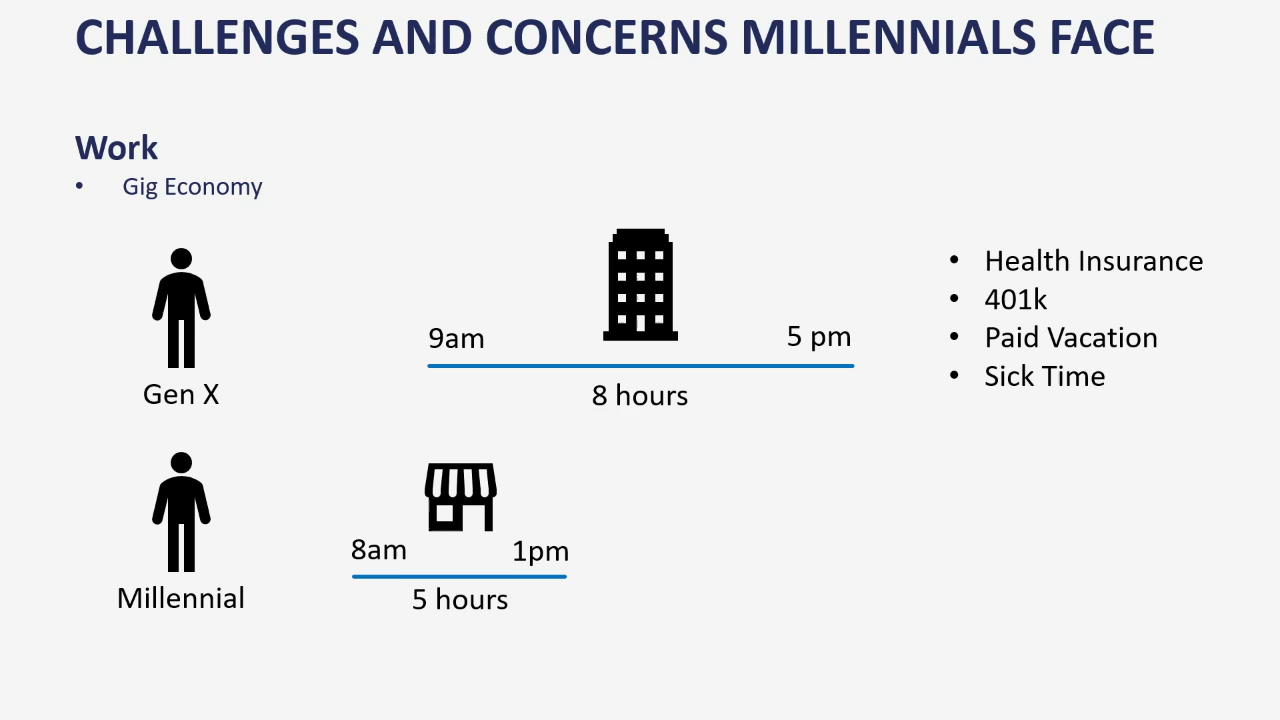 CHALLENGES AND CONCERNS MILLENNIALS FACE
Work
• Gig Economy
9am
5 pm
8 hours
Gen X
• Health Insurance
• 401k
• Paid Vacation
• Sick Time
8am
1pm
5 hours
Millennial